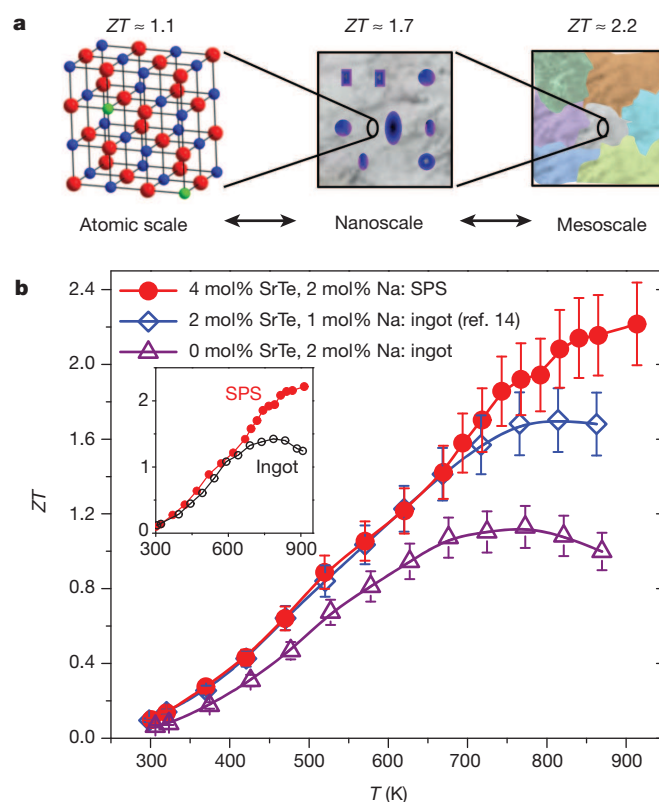 a
ZT ≈ 1.1
ZT ≈ 1.7
ZT ≈ 2.2
Atomic scale
Nanoscale
Mesoscale
b
2.4
2.0
1.6
1.2
0.8
0.4
0.0
ZT
4 mol% SrTe, 2 mol% Na: SPS
2 mol% SrTe, 1 mol% Na: ingot (ref. 14)
0 mol% SrTe, 2 mol% Na: ingot
2
1
0
SPS
Ingot
300 600 900
300 400 500 600 700 800 900
T (K)